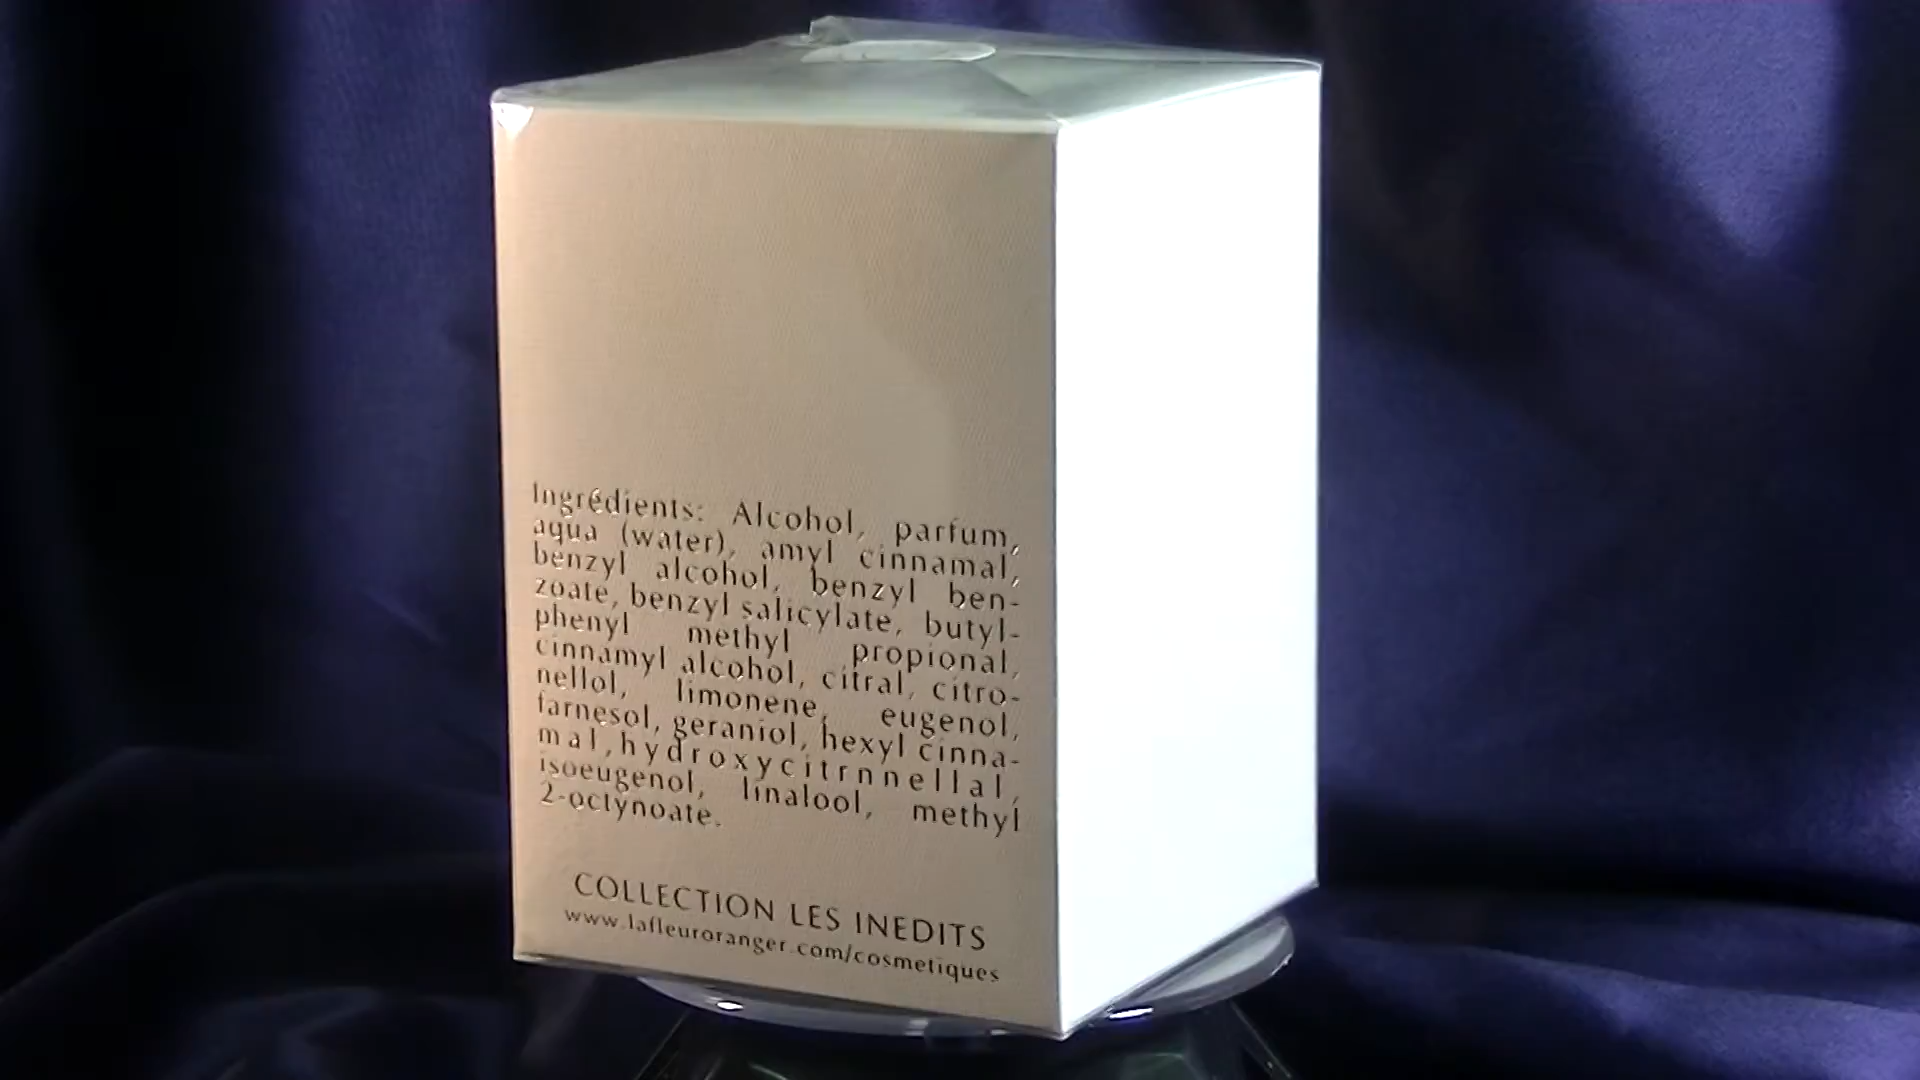 Ingrédients: Alcohol, parfum,
aqua (water), amyl cinnamal,
benzyl alcohol, benzyl ben-
zoate, benzyl salicylate, butyl-
phenyl methyl propional,
cinnamyl alcohol, citral, citro-
nellol, limonene, eugenol,
farnesol, geraniol, hexyl cinna-
mal, hydroxycitrnnellal,
isoeugenol, linalool, methyl
2-octynoate.
COLLECTION LES INEDITS
www.lafleuroranger.com/cosmetiques